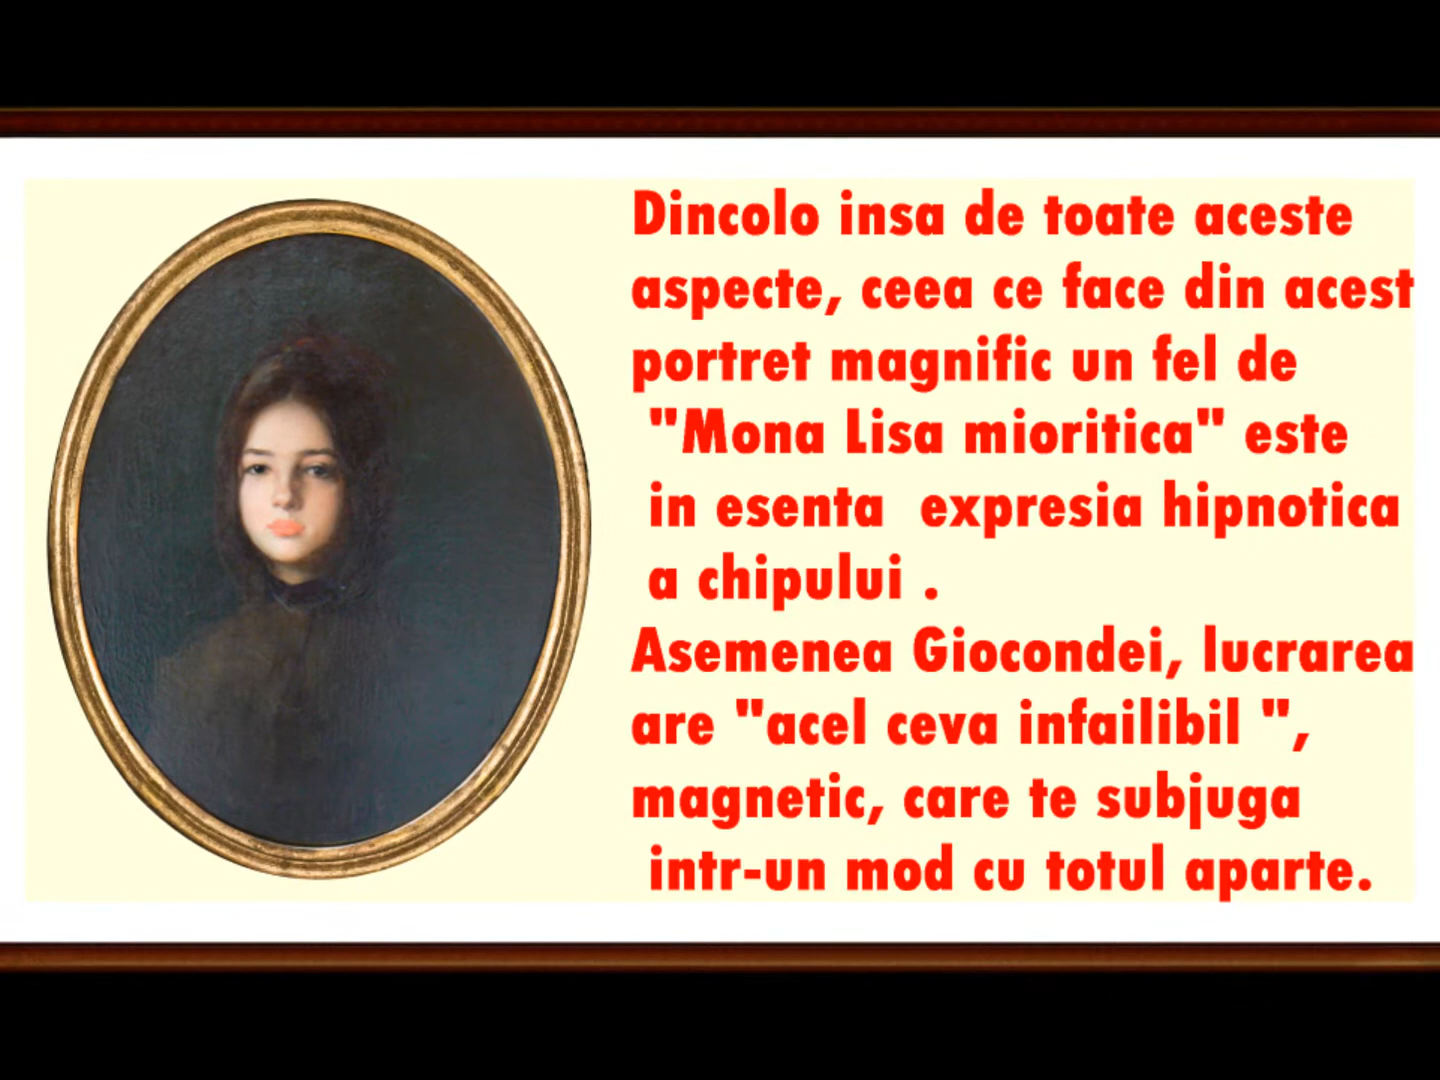 Dincolo insa de toate aceste
aspecte, ceea ce face din acest
portret magnific un fel de
"Mona Lisa mioritica" este
in esenta expresia hipnotica
a chipului .
Asemenea Giocondei, lucrarea
are "acel ceva infailibil ",
magnetic, care te subjuga
intr-un mod cu totul aparte.